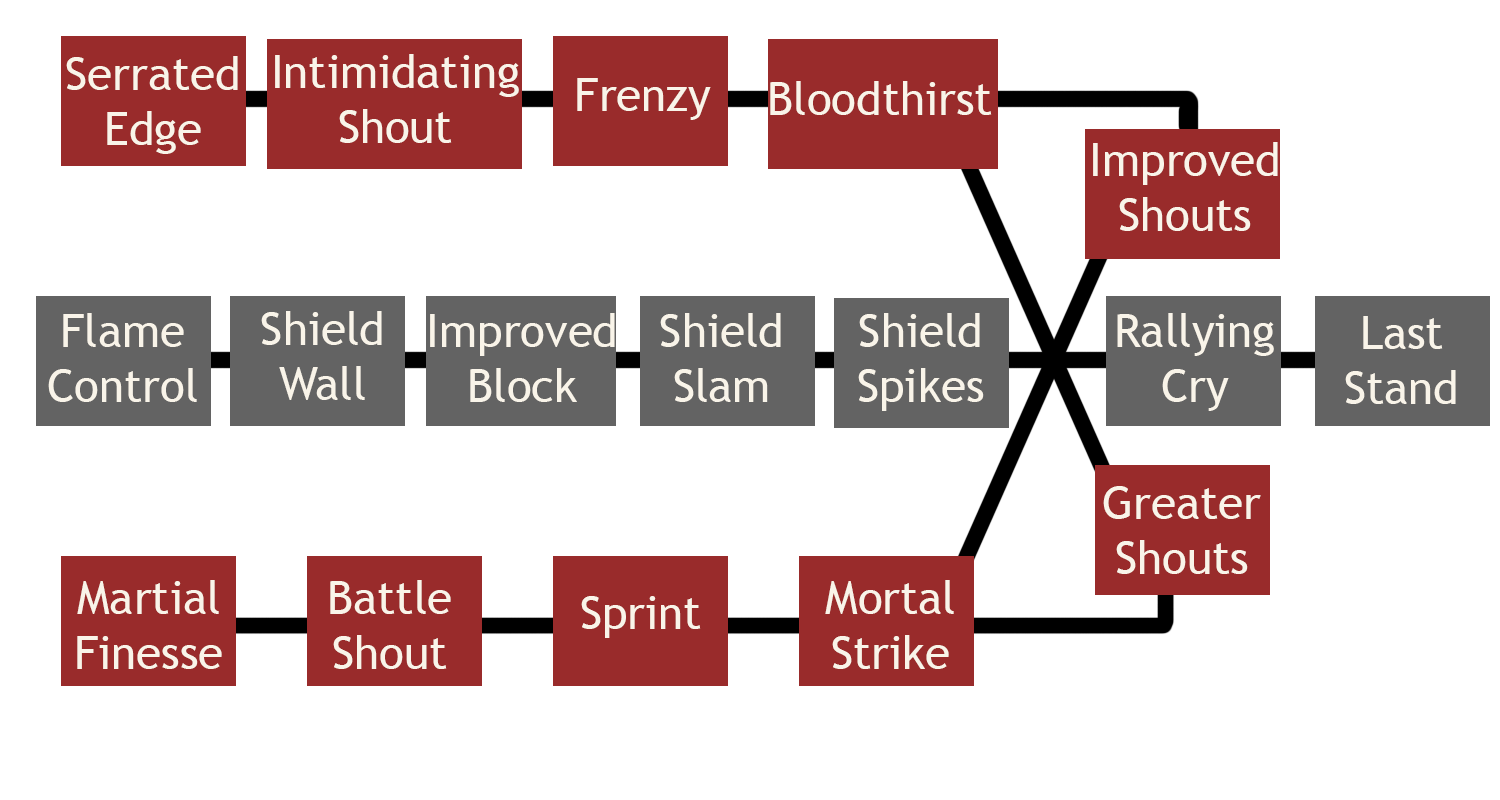 Serrated
Edge
Intimidating
Shout
Frenzy
Bloodthirst
Improved
Shouts
Flame
Control
Shield
Wall
Improved
Block
Shield
Slam
Shield
Spikes
Rallying
Cry
Last
Stand
Greater
Shouts
Martial
Finesse
Battle
Shout
Sprint
Mortal
Strike